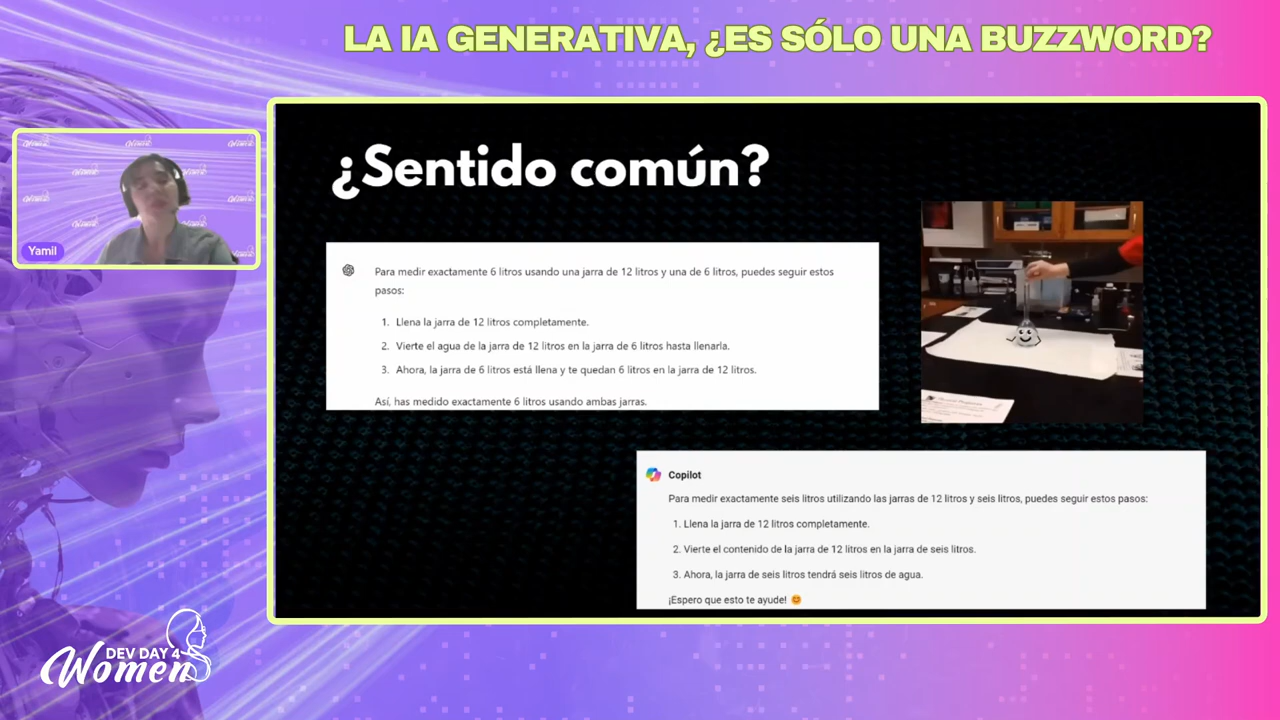 LA IA GENERATIVA, ¿ES SÓLO UNA BUZZWORD?
¿Sentido común?
Para medir exactamente 6 litros usando una jarra de 12 litros y una de 6 litros, puedes seguir estos
pasos:
1. Llena la jarra de 12 litros completamente.
2. Vierte el agua de la jarra de 12 litros en la jarra de 6 litros hasta llenarla.
3. Ahora, la jarra de 6 litros está llena y te quedan 6 litros en la jarra de 12 litros.
Así, has medido exactamente 6 litros usando ambas jarras.
Yamil
Copilot
Para medir exactamente seis litros utilizando las jarras de 12 litros y seis litros, puedes seguir estos pasos:
1. Llena la jarra de 12 litros completamente.
2. Vierte el contenido de la jarra de 12 litros en la jarra de seis litros.
3. Ahora, la jarra de seis litros tendrá seis litros de agua.
¡Espero que esto te ayude! 😊
DEV DAY 4
Women